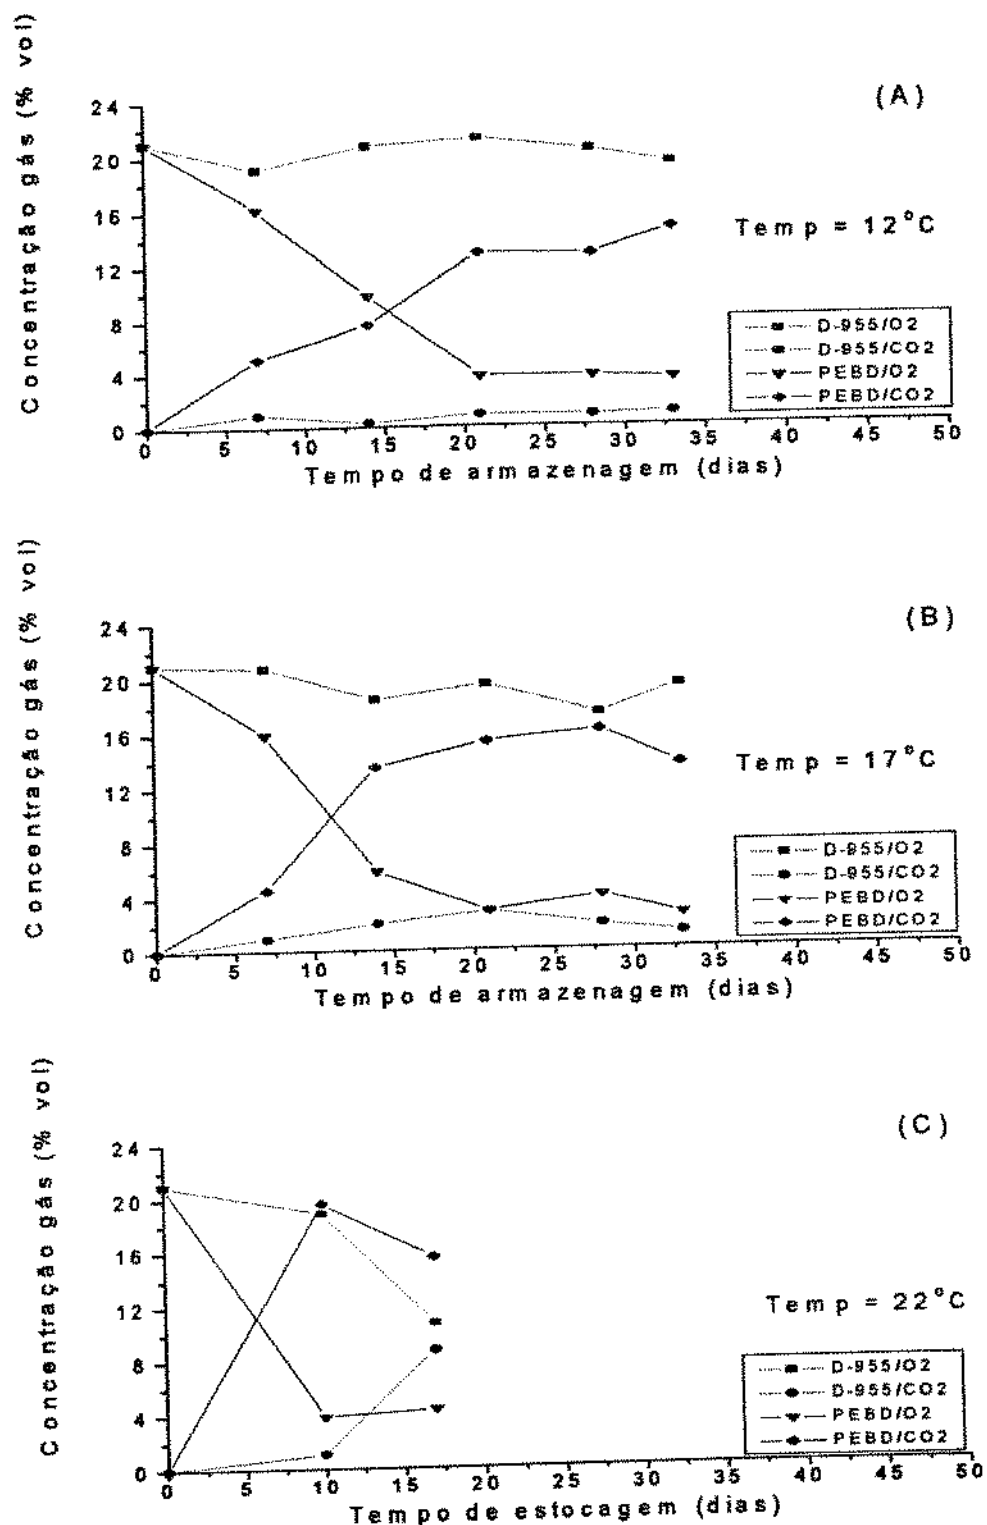 (A)
Concentração gás (% vol)
24
20
16
12
8
4
0
Temp = 12°C
D-955/O2
D-955/CO2
PEBD/O2
PEBD/CO2
0 5 10 15 20 25 30 35 40 45 50
Tempo de armazenagem (dias)
(B)
Concentração gás (% vol)
24
20
16
12
8
4
0
Temp = 17°C
D-955/O2
D-955/CO2
PEBD/O2
PEBD/CO2
0 5 10 15 20 25 30 35 40 45 50
Tempo de armazenagem (dias)
(C)
Concentração gás (% vol)
24
20
16
12
8
4
0
Temp = 22°C
D-955/O2
D-955/CO2
PEBD/O2
PEBD/CO2
0 5 10 15 20 25 30 35 40 45 50
Tempo de estocagem (dias)